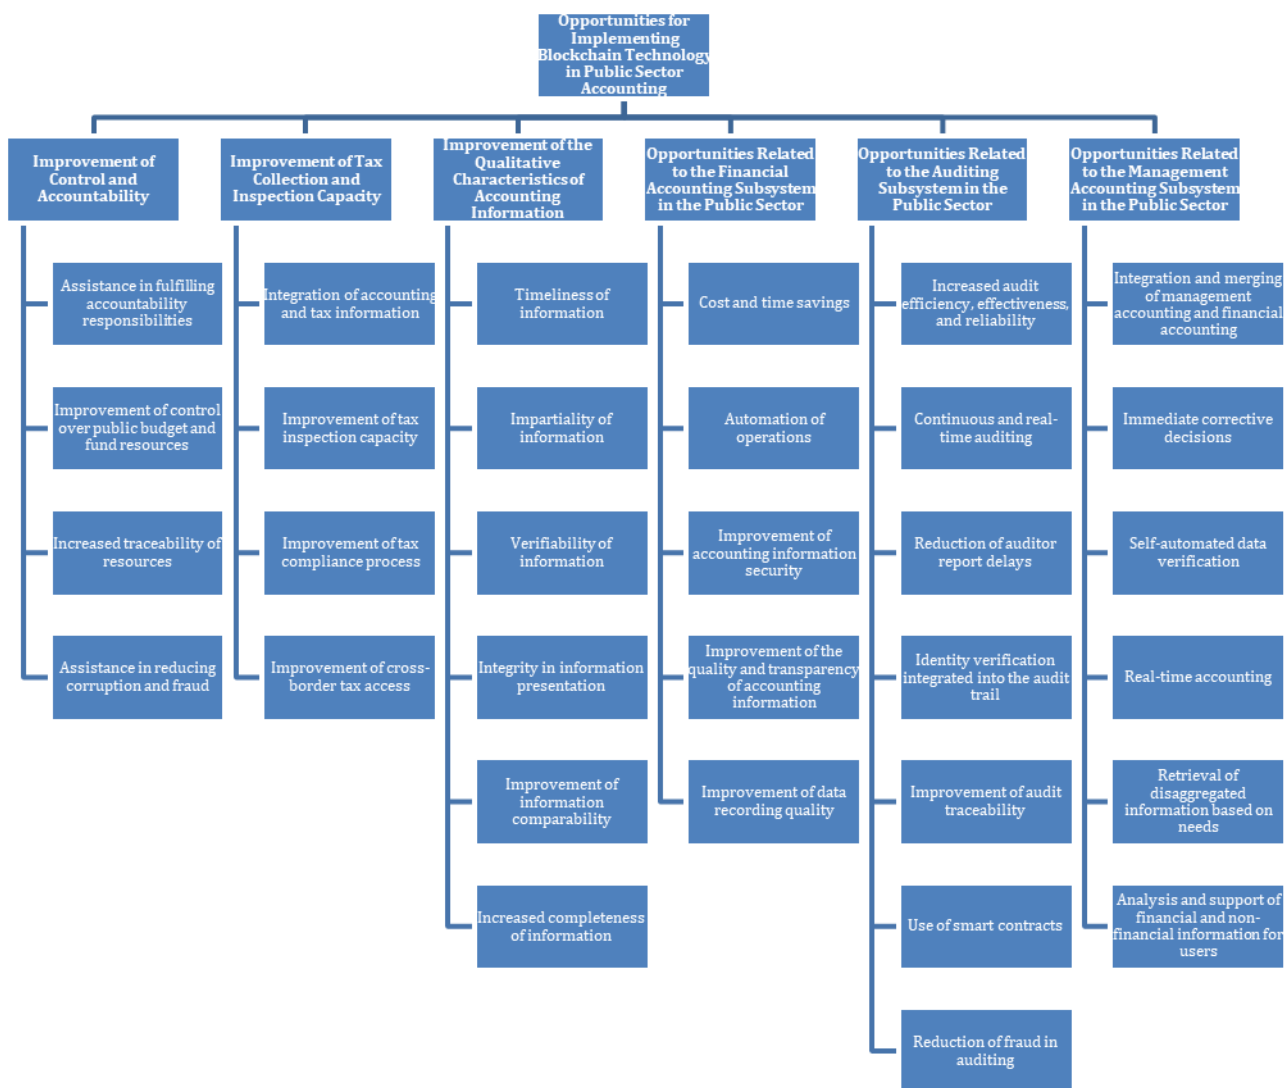 Opportunities for
Implementing
Blockchain Technology
in Public Sector
Accounting
Improvement of
Control and
Accountability
Assistance in fulfilling
accountability
responsibilities
Improvement of control
over public budget and
fund resources
Increased traceability of
resources
Assistance in reducing
corruption and fraud
Improvement of Tax
Collection and
Inspection Capacity
Integration of accounting
and tax information
Improvement of tax
inspection capacity
Improvement of tax
compliance process
Improvement of cross-
border tax access
Improvement of the
Qualitative
Characteristics of
Accounting
Information
Timeliness of
information
Impartiality of
information
Verifiability of
information
Integrity in information
presentation
Improvement of
information
comparability
Increased completeness
of information
Opportunities Related
to the Financial
Accounting Subsystem
in the Public Sector
Cost and time savings
Automation of
operations
Improvement of
accounting information
security
Improvement of the
quality and transparency
of accounting
information
Improvement of data
recording quality
Opportunities Related
to the Auditing
Subsystem in the
Public Sector
Increased audit
efficiency, effectiveness,
and reliability
Continuous and real-
time auditing
Reduction of auditor
report delays
Identity verification
integrated into the audit
trail
Improvement of audit
traceability
Use of smart contracts
Reduction of fraud in
auditing
Opportunities Related
to the Management
Accounting Subsystem
in the Public Sector
Integration and merging
of management
accounting and financial
accounting
Immediate corrective
decisions
Self-automated data
verification
Real-time accounting
Retrieval of
disaggregated
information based on
needs
Analysis and support of
financial and non-
financial information for
users